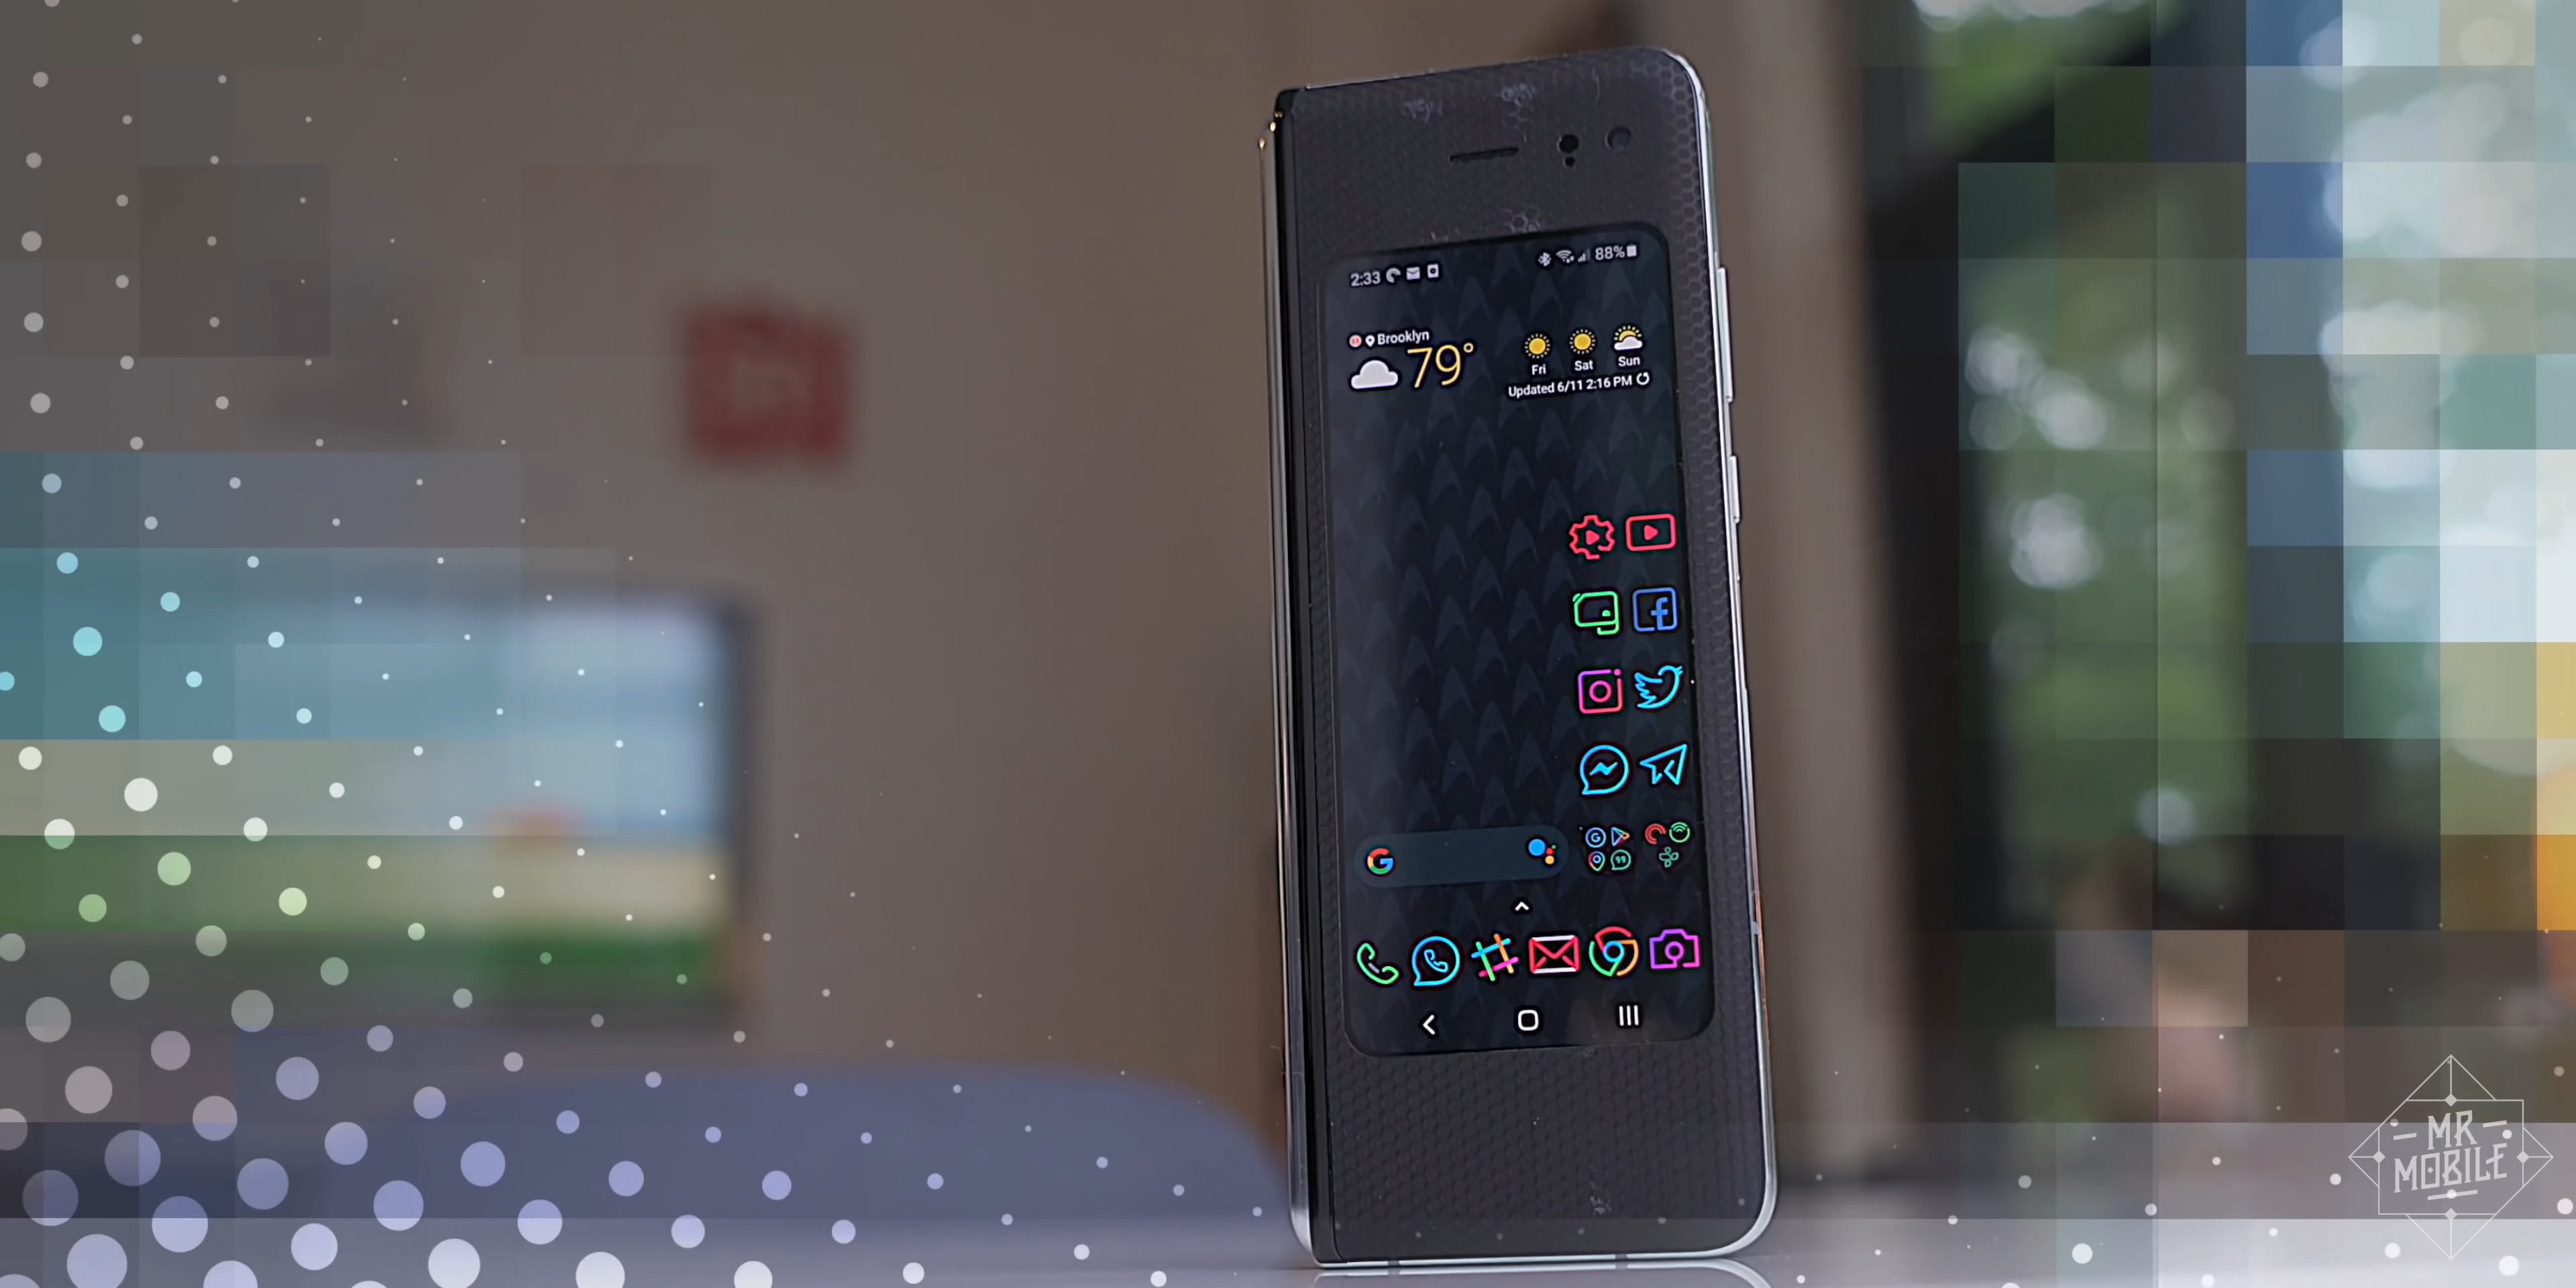 2:33
88%
Brooklyn
79°
Fri Sat Sun
Updated 6/11 2:16 PM
MR
MOBILE